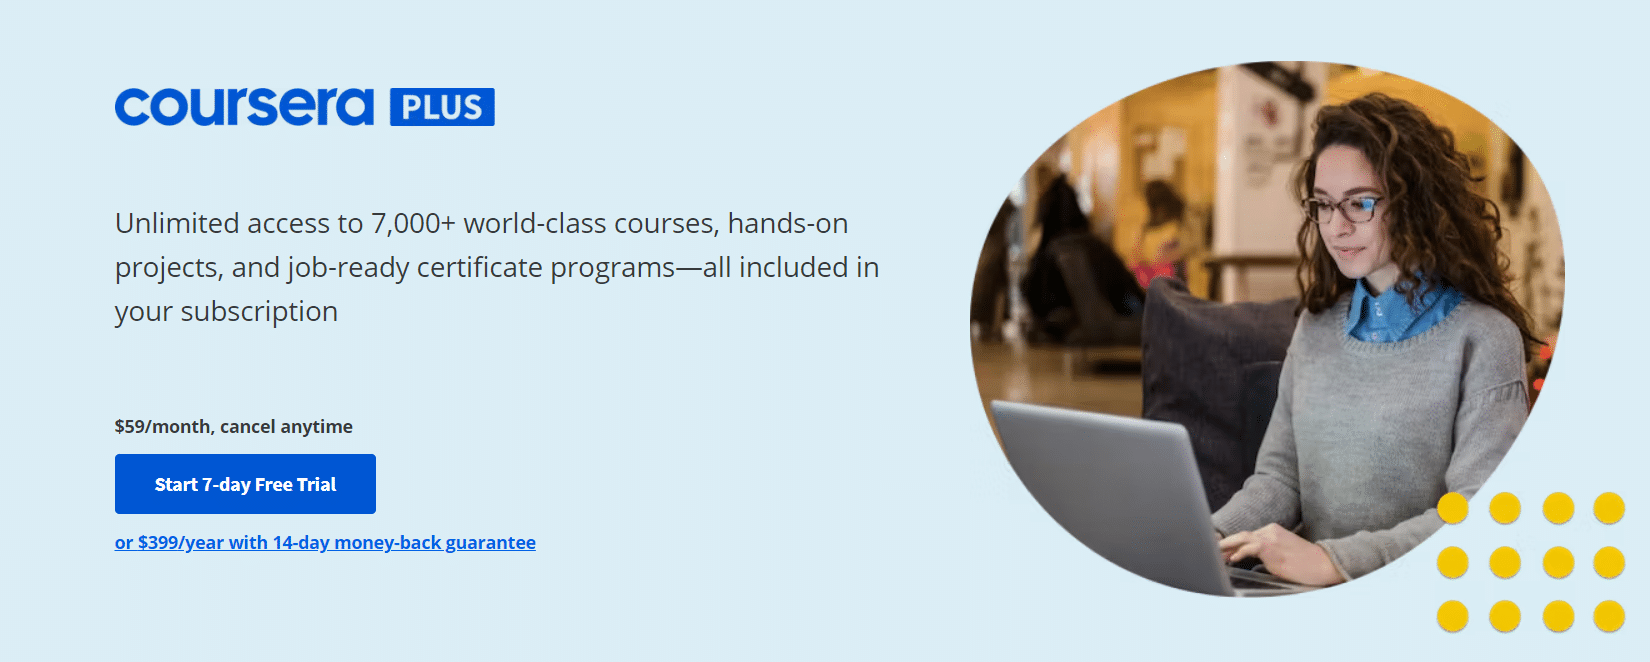 coursera PLUS
Unlimited access to 7,000+ world-class courses, hands-on
projects, and job-ready certificate programs—all included in
your subscription
$59/month, cancel anytime
Start 7-day Free Trial
or $399/year with 14-day money-back guarantee